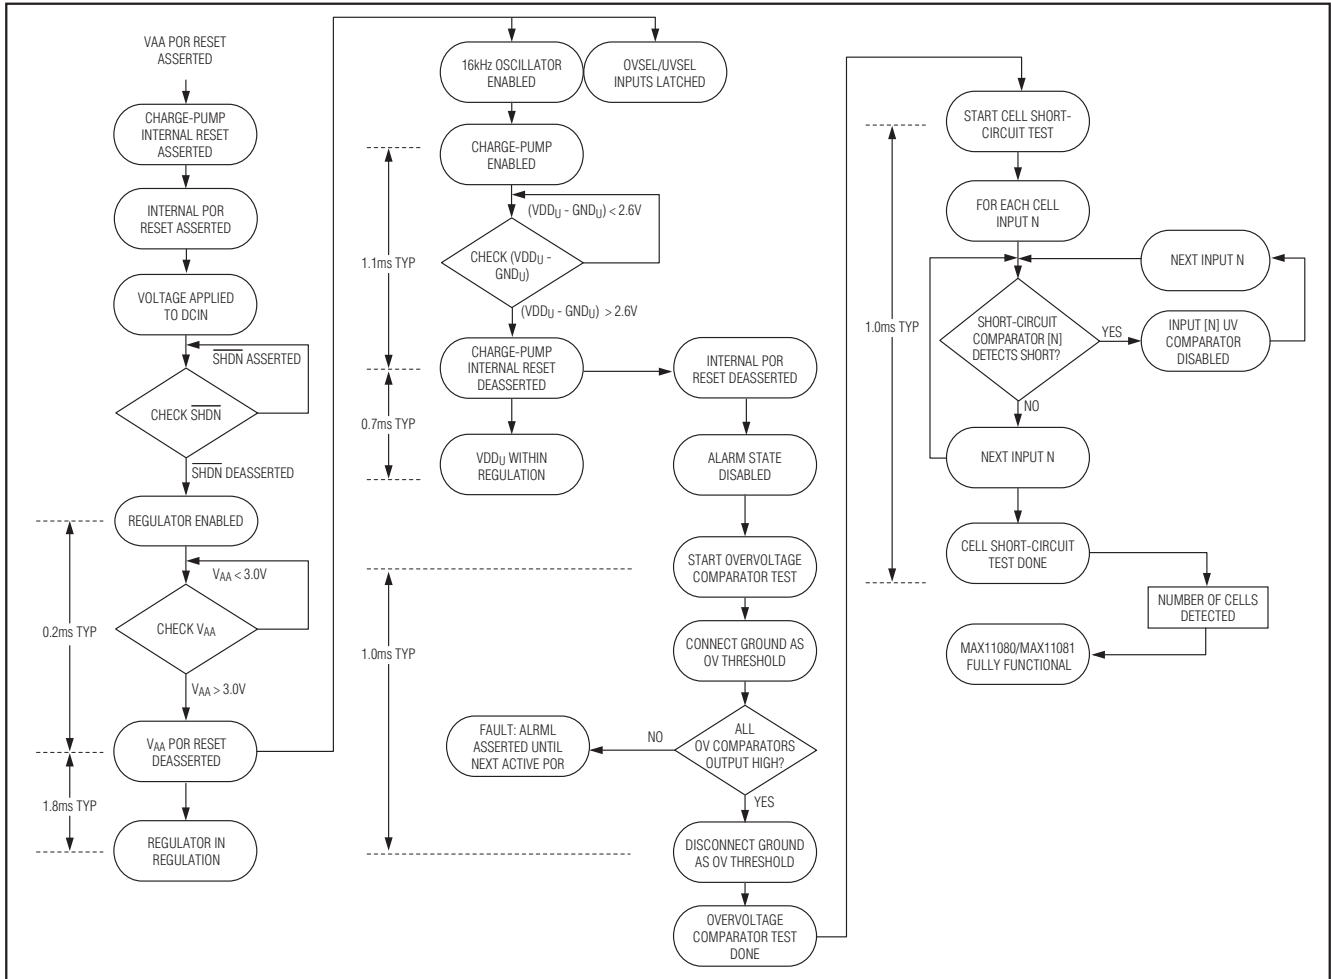 VAA POR RESET
ASSERTED
CHARGE-PUMP
INTERNAL RESET
ASSERTED
INTERNAL POR
RESET ASSERTED
VOLTAGE APPLIED
TO DCIN
SHDN ASSERTED
CHECK SHDN
SHDN DEASSERTED
REGULATOR ENABLED
VAA < 3.0V
CHECK VAA
0.2ms TYP
VAA > 3.0V
VAA POR RESET
DEASSERTED
1.8ms TYP
REGULATOR IN
REGULATION
16kHz OSCILLATOR
ENABLED
OVSEL/UVSEL
INPUTS LATCHED
CHARGE-PUMP
ENABLED
(VDDU - GNDU) < 2.6V
CHECK (VDDU -
GNDU)
1.1ms TYP
(VDDU - GNDU) > 2.6V
CHARGE-PUMP
INTERNAL RESET
DEASSERTED
0.7ms TYP
VDDU WITHIN
REGULATION
INTERNAL POR
RESET DEASSERTED
ALARM STATE
DISABLED
START OVERVOLTAGE
COMPARATOR TEST
CONNECT GROUND AS
OV THRESHOLD
1.0ms TYP
ALL
OV COMPARATORS
OUTPUT HIGH?
NO
FAULT: ALRML
ASSERTED UNTIL
NEXT ACTIVE POR
YES
DISCONNECT GROUND
AS OV THRESHOLD
OVERVOLTAGE
COMPARATOR TEST
DONE
START CELL SHORT-
CIRCUIT TEST
FOR EACH CELL
INPUT N
NEXT INPUT N
1.0ms TYP
SHORT-CIRCUIT
COMPARATOR [N]
DETECTS SHORT?
YES
INPUT [N] UV
COMPARATOR
DISABLED
NO
NEXT INPUT N
CELL SHORT-CIRCUIT
TEST DONE
NUMBER OF CELLS
DETECTED
MAX11080/MAX11081
FULLY FUNCTIONAL